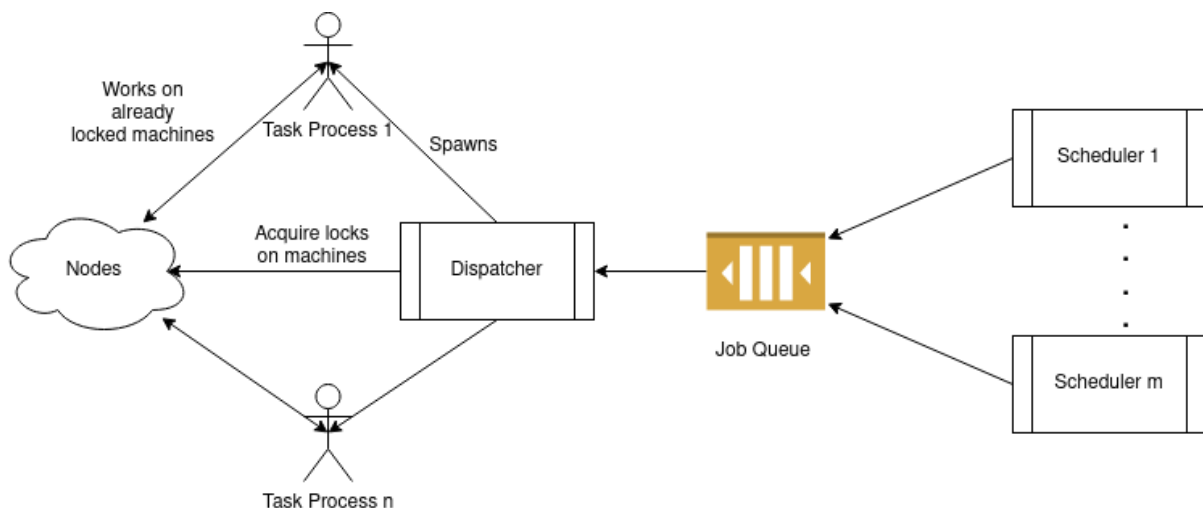 Works on
already
locked machines
Task Process 1
Spawns
Scheduler 1
Acquire locks
on machines
Nodes
Dispatcher
Job Queue
Scheduler m
Task Process n